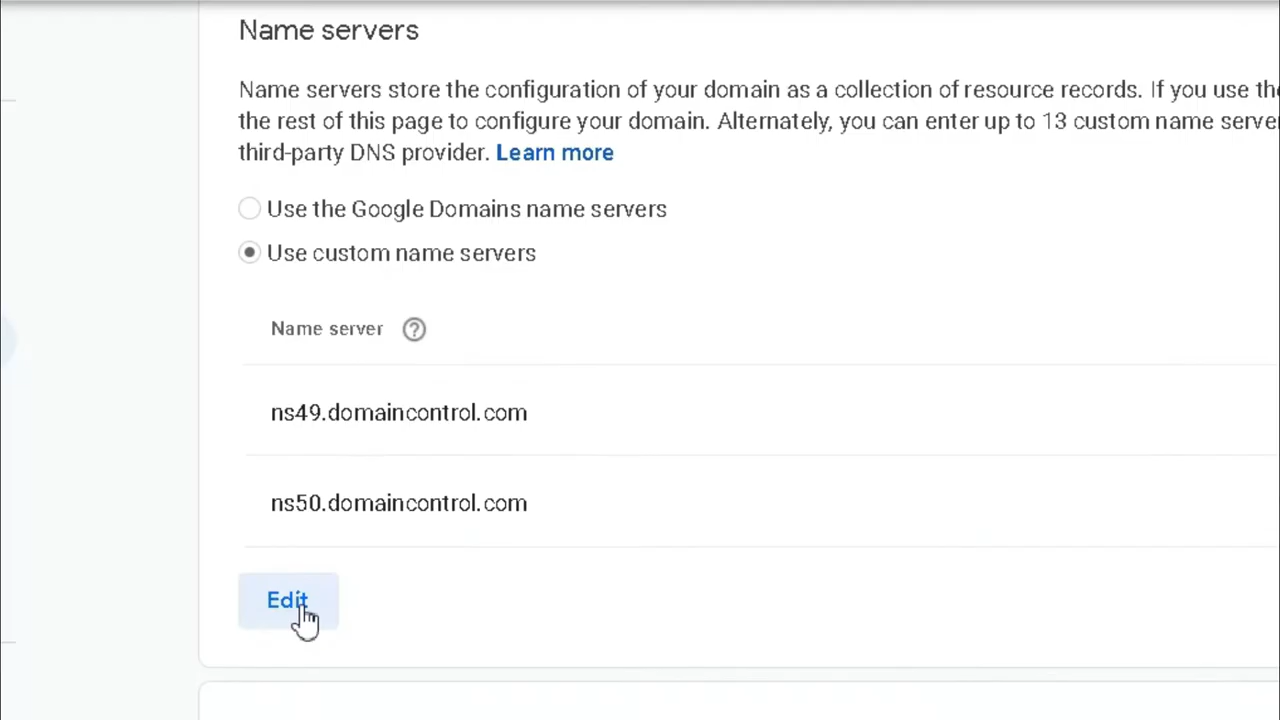 Name servers
Name servers store the configuration of your domain as a collection of resource records. If you use the
the rest of this page to configure your domain. Alternately, you can enter up to 13 custom name server
third-party DNS provider. Learn more
Use the Google Domains name servers
Use custom name servers
Name server ?
ns49.domaincontrol.com
ns50.domaincontrol.com
Edit